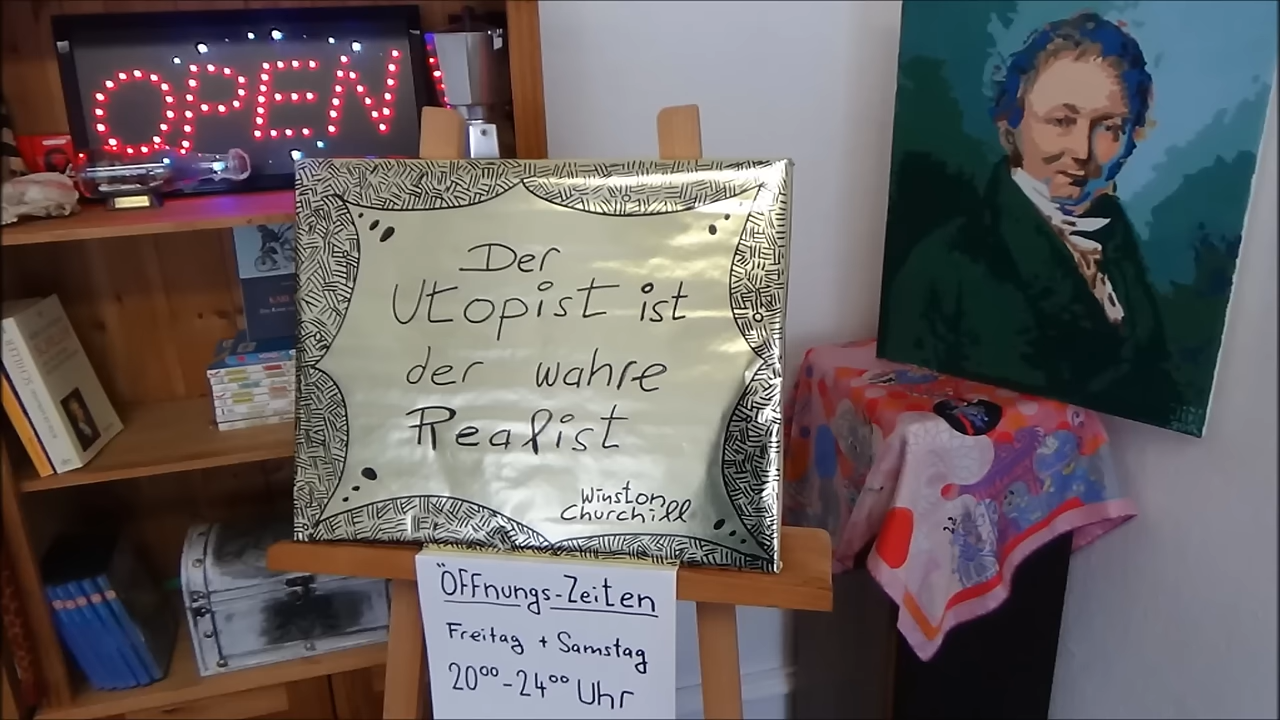 OPEN
Der
Utopist ist
der wahre
Realist
Winston
Churchill
Öffnungs-Zeiten
Freitag + Samstag
20⁰⁰-24⁰⁰ Uhr